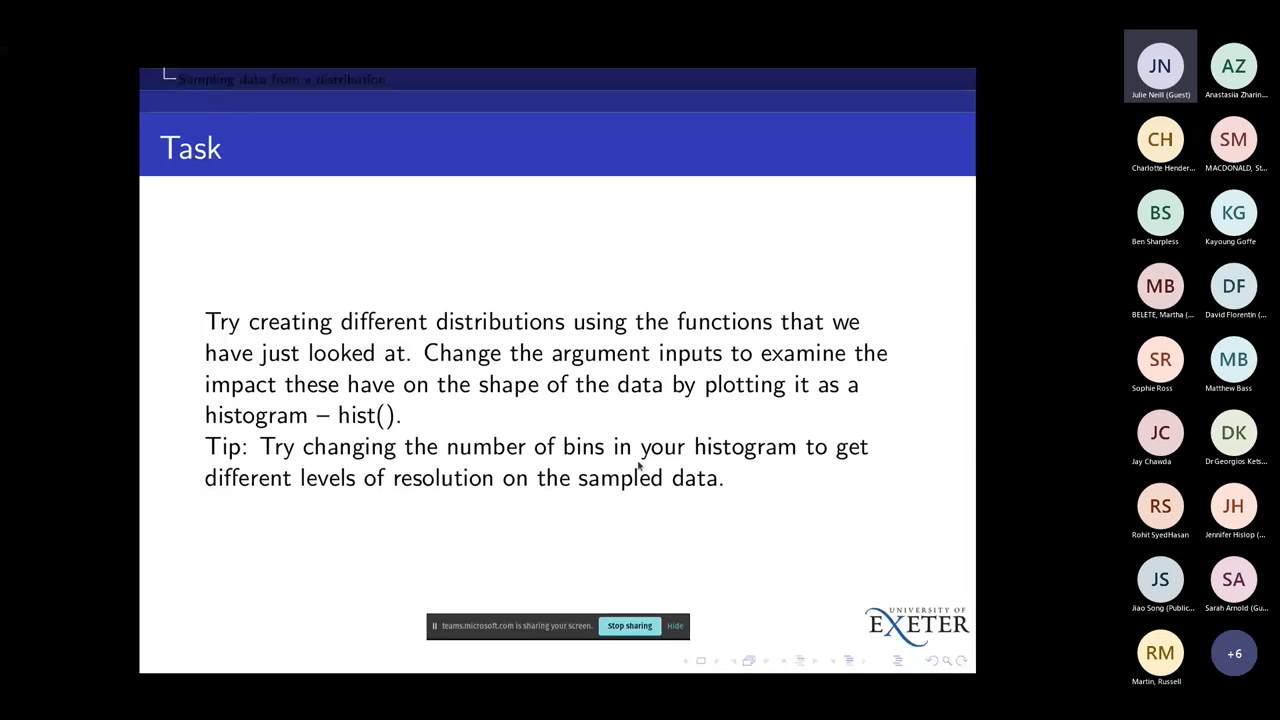 Sampling data from a distribution
Task
Try creating different distributions using the functions that we
have just looked at. Change the argument inputs to examine the
impact these have on the shape of the data by plotting it as a
histogram – hist().
Tip: Try changing the number of bins in your histogram to get
different levels of resolution on the sampled data.
teams.microsoft.com is sharing your screen. Stop sharing Hide
UNIVERSITY OF
EXETER
JN AZ
Julie Neill (Guest) Anastasiia Zharin...
CH SM
Charlotte Hender... MACDONALD, St...
BS KG
Ben Sharpless Kayoung Goffe
MB DF
BELETE, Martha (... David Florentin (...
SR MB
Sophie Ross Matthew Bass
JC DK
Jay Chawda Dr Georgios Kets...
RS JH
Rohit SyedHasan Jennifer Hislop (...
JS SA
Jiao Song (Public... Sarah Arnold (Gu...
RM +6
Martin, Russell